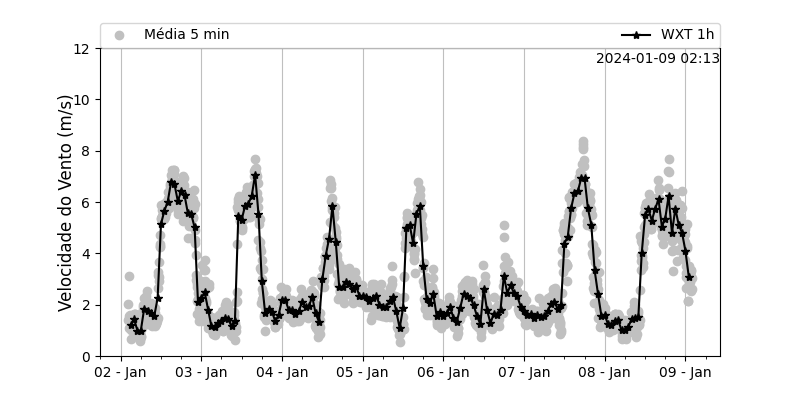 Média 5 min
WXT 1h
2024-01-09 02:13
Velocidade do Vento (m/s)
12
10
8
6
4
2
0
02 - Jan
03 - Jan
04 - Jan
05 - Jan
06 - Jan
07 - Jan
08 - Jan
09 - Jan